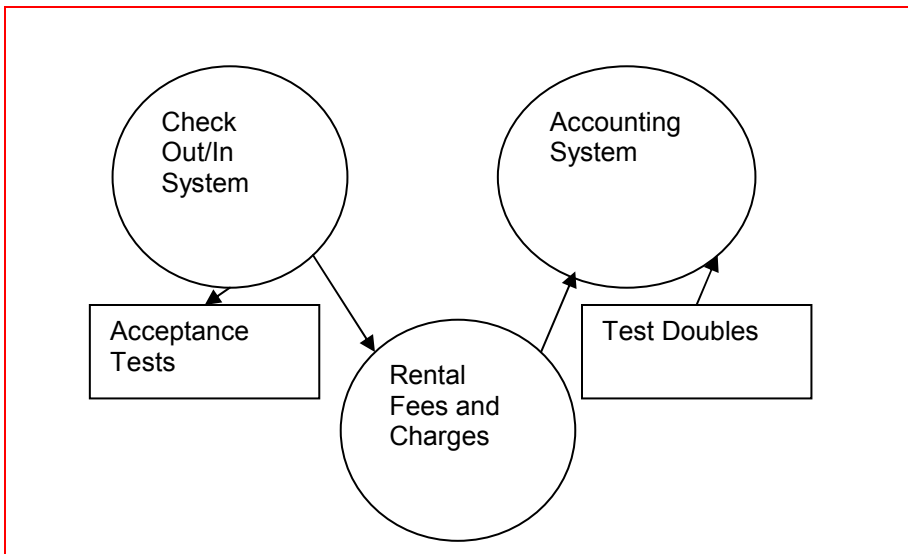 Check
Out/In
System
Accounting
System
Acceptance
Tests
Test Doubles
Rental
Fees and
Charges